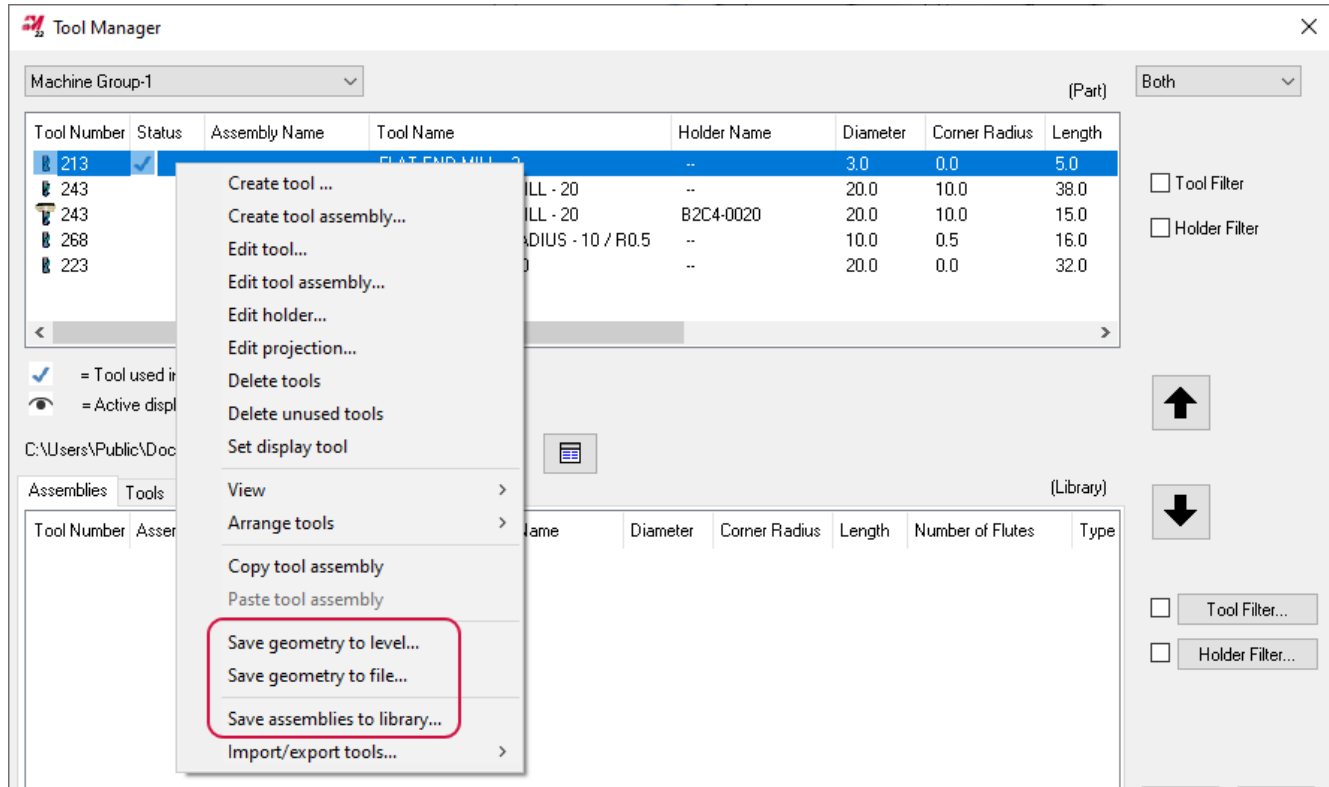 Tool Manager
Machine Group-1
(Part)
Both
Tool Number Status Assembly Name Tool Name Holder Name Diameter Corner Radius Length
213 -- 3.0 0.0 5.0
243 ILL - 20 -- 20.0 10.0 38.0
243 ILL - 20 B2C4-0020 20.0 10.0 15.0
268 ADIUS - 10 / R0.5 -- 10.0 0.5 16.0
223 -- 20.0 0.0 32.0
Tool Filter
Holder Filter
Create tool ...
Create tool assembly...
Edit tool...
Edit tool assembly...
Edit holder...
Edit projection...
Delete tools
Delete unused tools
Set display tool
View
Arrange tools
Copy tool assembly
Paste tool assembly
Save geometry to level...
Save geometry to file...
Save assemblies to library...
Import/export tools...
= Tool used in
= Active displ
C:\Users\Public\Doc
Assemblies Tools
(Library)
Tool Number Assem Name Diameter Corner Radius Length Number of Flutes Type
Tool Filter...
Holder Filter...